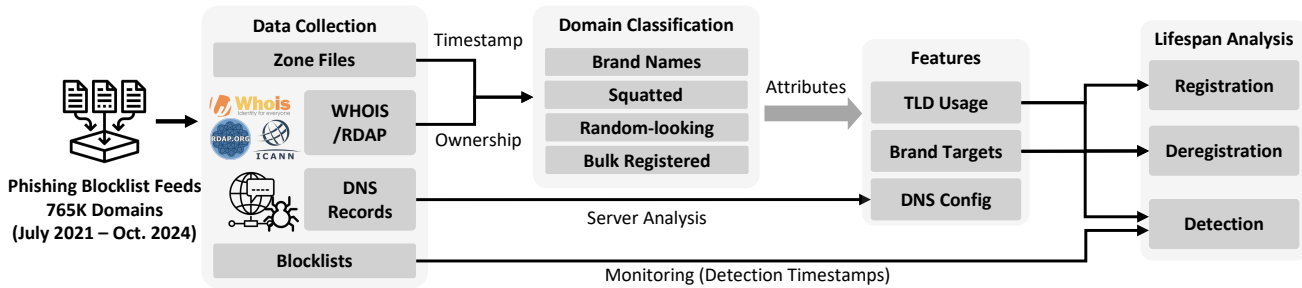 Phishing Blocklist Feeds
765K Domains
(July 2021 – Oct. 2024)
Data Collection
Zone Files
Whois
Identity for everyone
RDAP.ORG
ICANN
WHOIS
/RDAP
DNS
Records
Blocklists
Timestamp
Ownership
Domain Classification
Brand Names
Squatted
Random-looking
Bulk Registered
Attributes
Server Analysis
Monitoring (Detection Timestamps)
Features
TLD Usage
Brand Targets
DNS Config
Lifespan Analysis
Registration
Deregistration
Detection